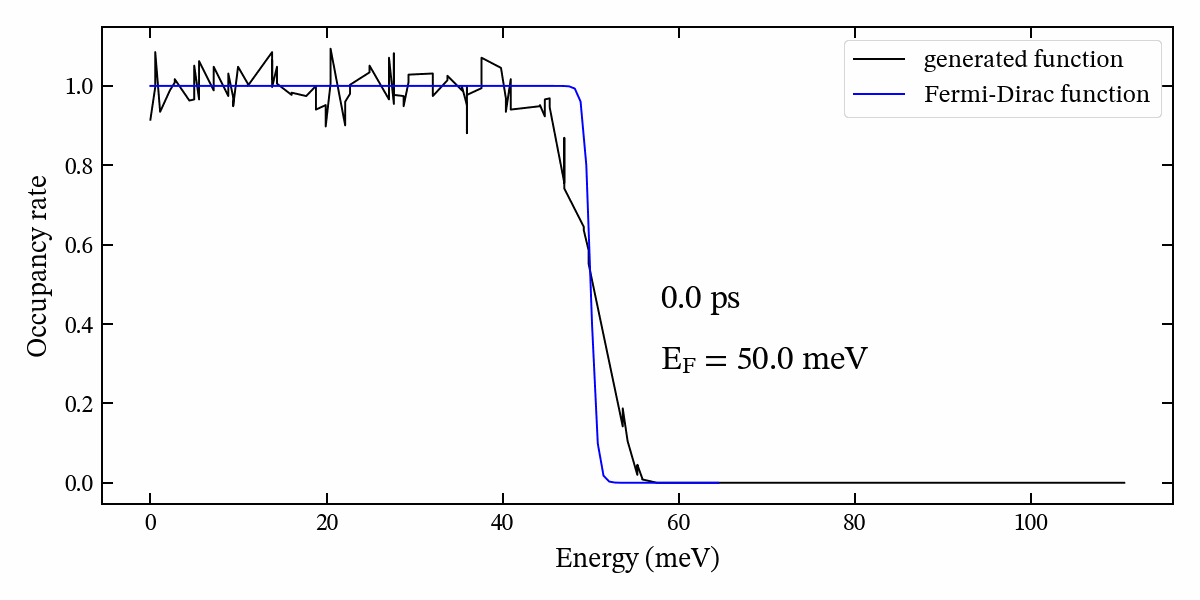 generated function
Fermi-Dirac function
1.0
0.8
0.6
0.4
0.2
0.0
Occupancy rate
0.0 ps
E_F = 50.0 meV
0
20
40
60
80
100
Energy (meV)